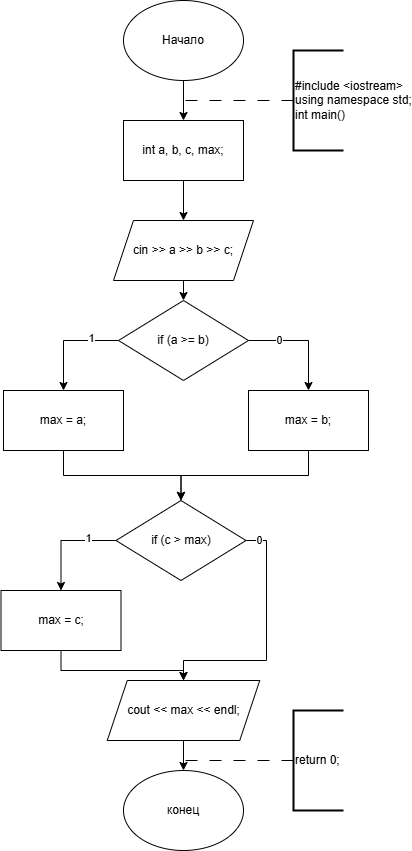 Начало
#include <iostream>
using namespace std;
int main()
int a, b, c, max;
cin >> a >> b >> c;
if (a >= b)
1
0
max = a;
max = b;
if (c > max)
1
0
max = c;
cout << max << endl;
return 0;
конец